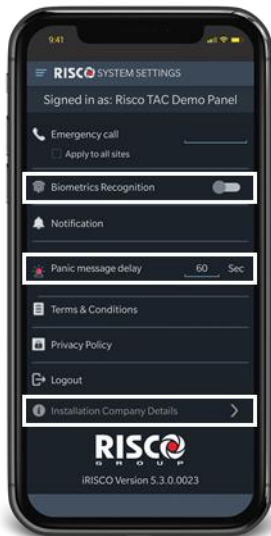 9:41
RISCO SYSTEM SETTINGS
Signed in as: Risco TAC Demo Panel
Emergency call
Apply to all sites
Biometrics Recognition
Notification
Panic message delay 60 Sec
Terms & Conditions
Privacy Policy
Logout
Installation Company Details
RISCO
GROUP
iRISCO Version 5.3.0.0023